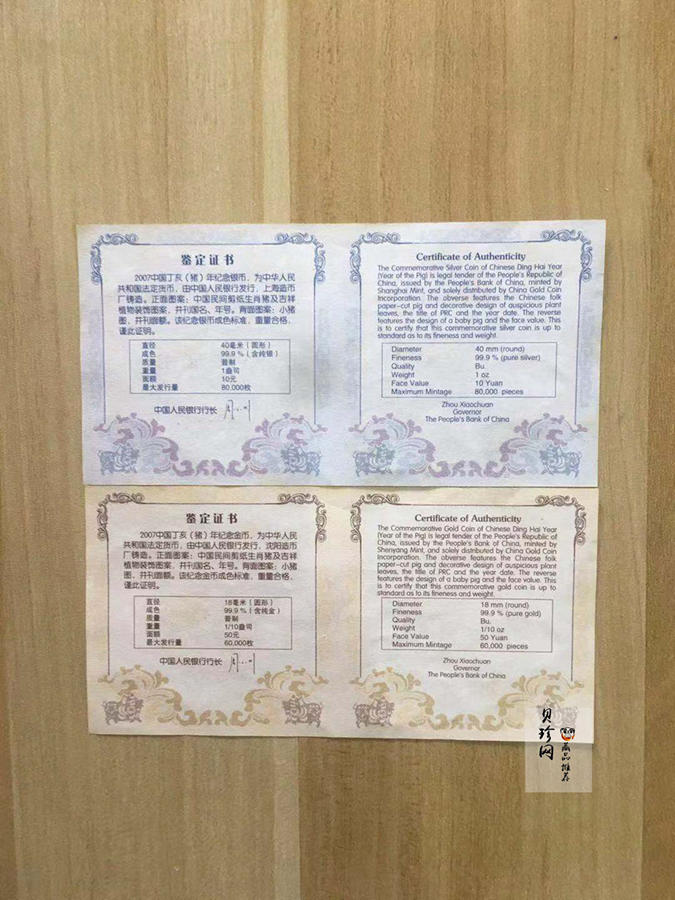 鉴定证书
2007中国丁亥（猪）年纪念银币，为中华人民
共和国法定货币，由中国人民银行发行，上海造币
厂铸造。正面图案：中国民间剪纸生肖猪及吉祥
植物装饰图案，并刊国名、年号。背面图案：小猪
图，并刊面额。该纪念银币成色标准，重量合格，
谨此证明。
直径 40毫米（圆形）
成色 99.9％（含纯银）
质量 普制
重量 1盎司
面额 10元
最大发行量 80,000枚
中国人民银行行长
Certificate of Authenticity
The Commemorative Silver Coin of Chinese Ding Hai Year
(Year of the Pig) is legal tender of the People's Republic of
China, issued by the People's Bank of China, minted by
Shanghai Mint, and solely distributed by China Gold Coin
Incorporation. The obverse features the Chinese folk
paper-cut pig and decorative design of auspicious plant
leaves, the title of PRC and the year date. The reverse
features the design of a baby pig and the face value. This
is to certify that this commemorative silver coin is up to
standard as to its fineness and weight.
Diameter 40 mm (round)
Fineness 99.9 % (pure silver)
Quality Bu
Weight 1 oz
Face Value 10 Yuan
Maximum Mintage 80,000 pieces
Zhou Xiaochuan
Governor
The People's Bank of China
鉴定证书
2007中国丁亥（猪）年纪念金币，为中华人民
共和国法定货币，由中国人民银行发行，沈阳造币
厂铸造。正面图案：中国民间剪纸生肖猪及吉祥
植物装饰图案，并刊国名、年号。背面图案：小猪
图，并刊面额。该纪念金币成色标准，重量合格，
谨此证明。
直径 18毫米（圆形）
成色 99.9％（含纯金）
质量 普制
重量 1/10盎司
面额 50元
最大发行量 60,000枚
中国人民银行行长
Certificate of Authenticity
The Commemorative Gold Coin of Chinese Ding Hai Year
(Year of the Pig) is legal tender of the People's Republic of
China, issued by the People's Bank of China, minted by
Shenyang Mint, and solely distributed by China Gold Coin
Incorporation. The obverse features the Chinese folk
paper-cut pig and decorative design of auspicious plant
leaves, the title of PRC and the year date. The reverse
features the design of a baby pig and the face value. This
is to certify that this commemorative gold coin is up to
standard as to its fineness and weight.
Diameter 18 mm (round)
Fineness 99.9 % (pure gold)
Quality Bu.
Weight 1/10 oz
Face Value 50 Yuan
Maximum Mintage 60,000 pieces
Zhou Xiaochuan
Governor
The People's Bank of China
贝珍网
藏品推荐